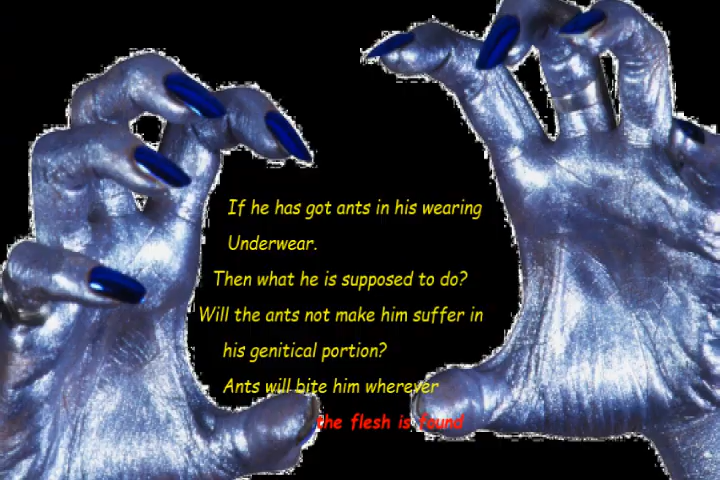 If he has got ants in his wearing
Underwear.
Then what he is supposed to do?
Will the ants not make him suffer in
his genitical portion?
Ants will bite him wherever
the flesh is found